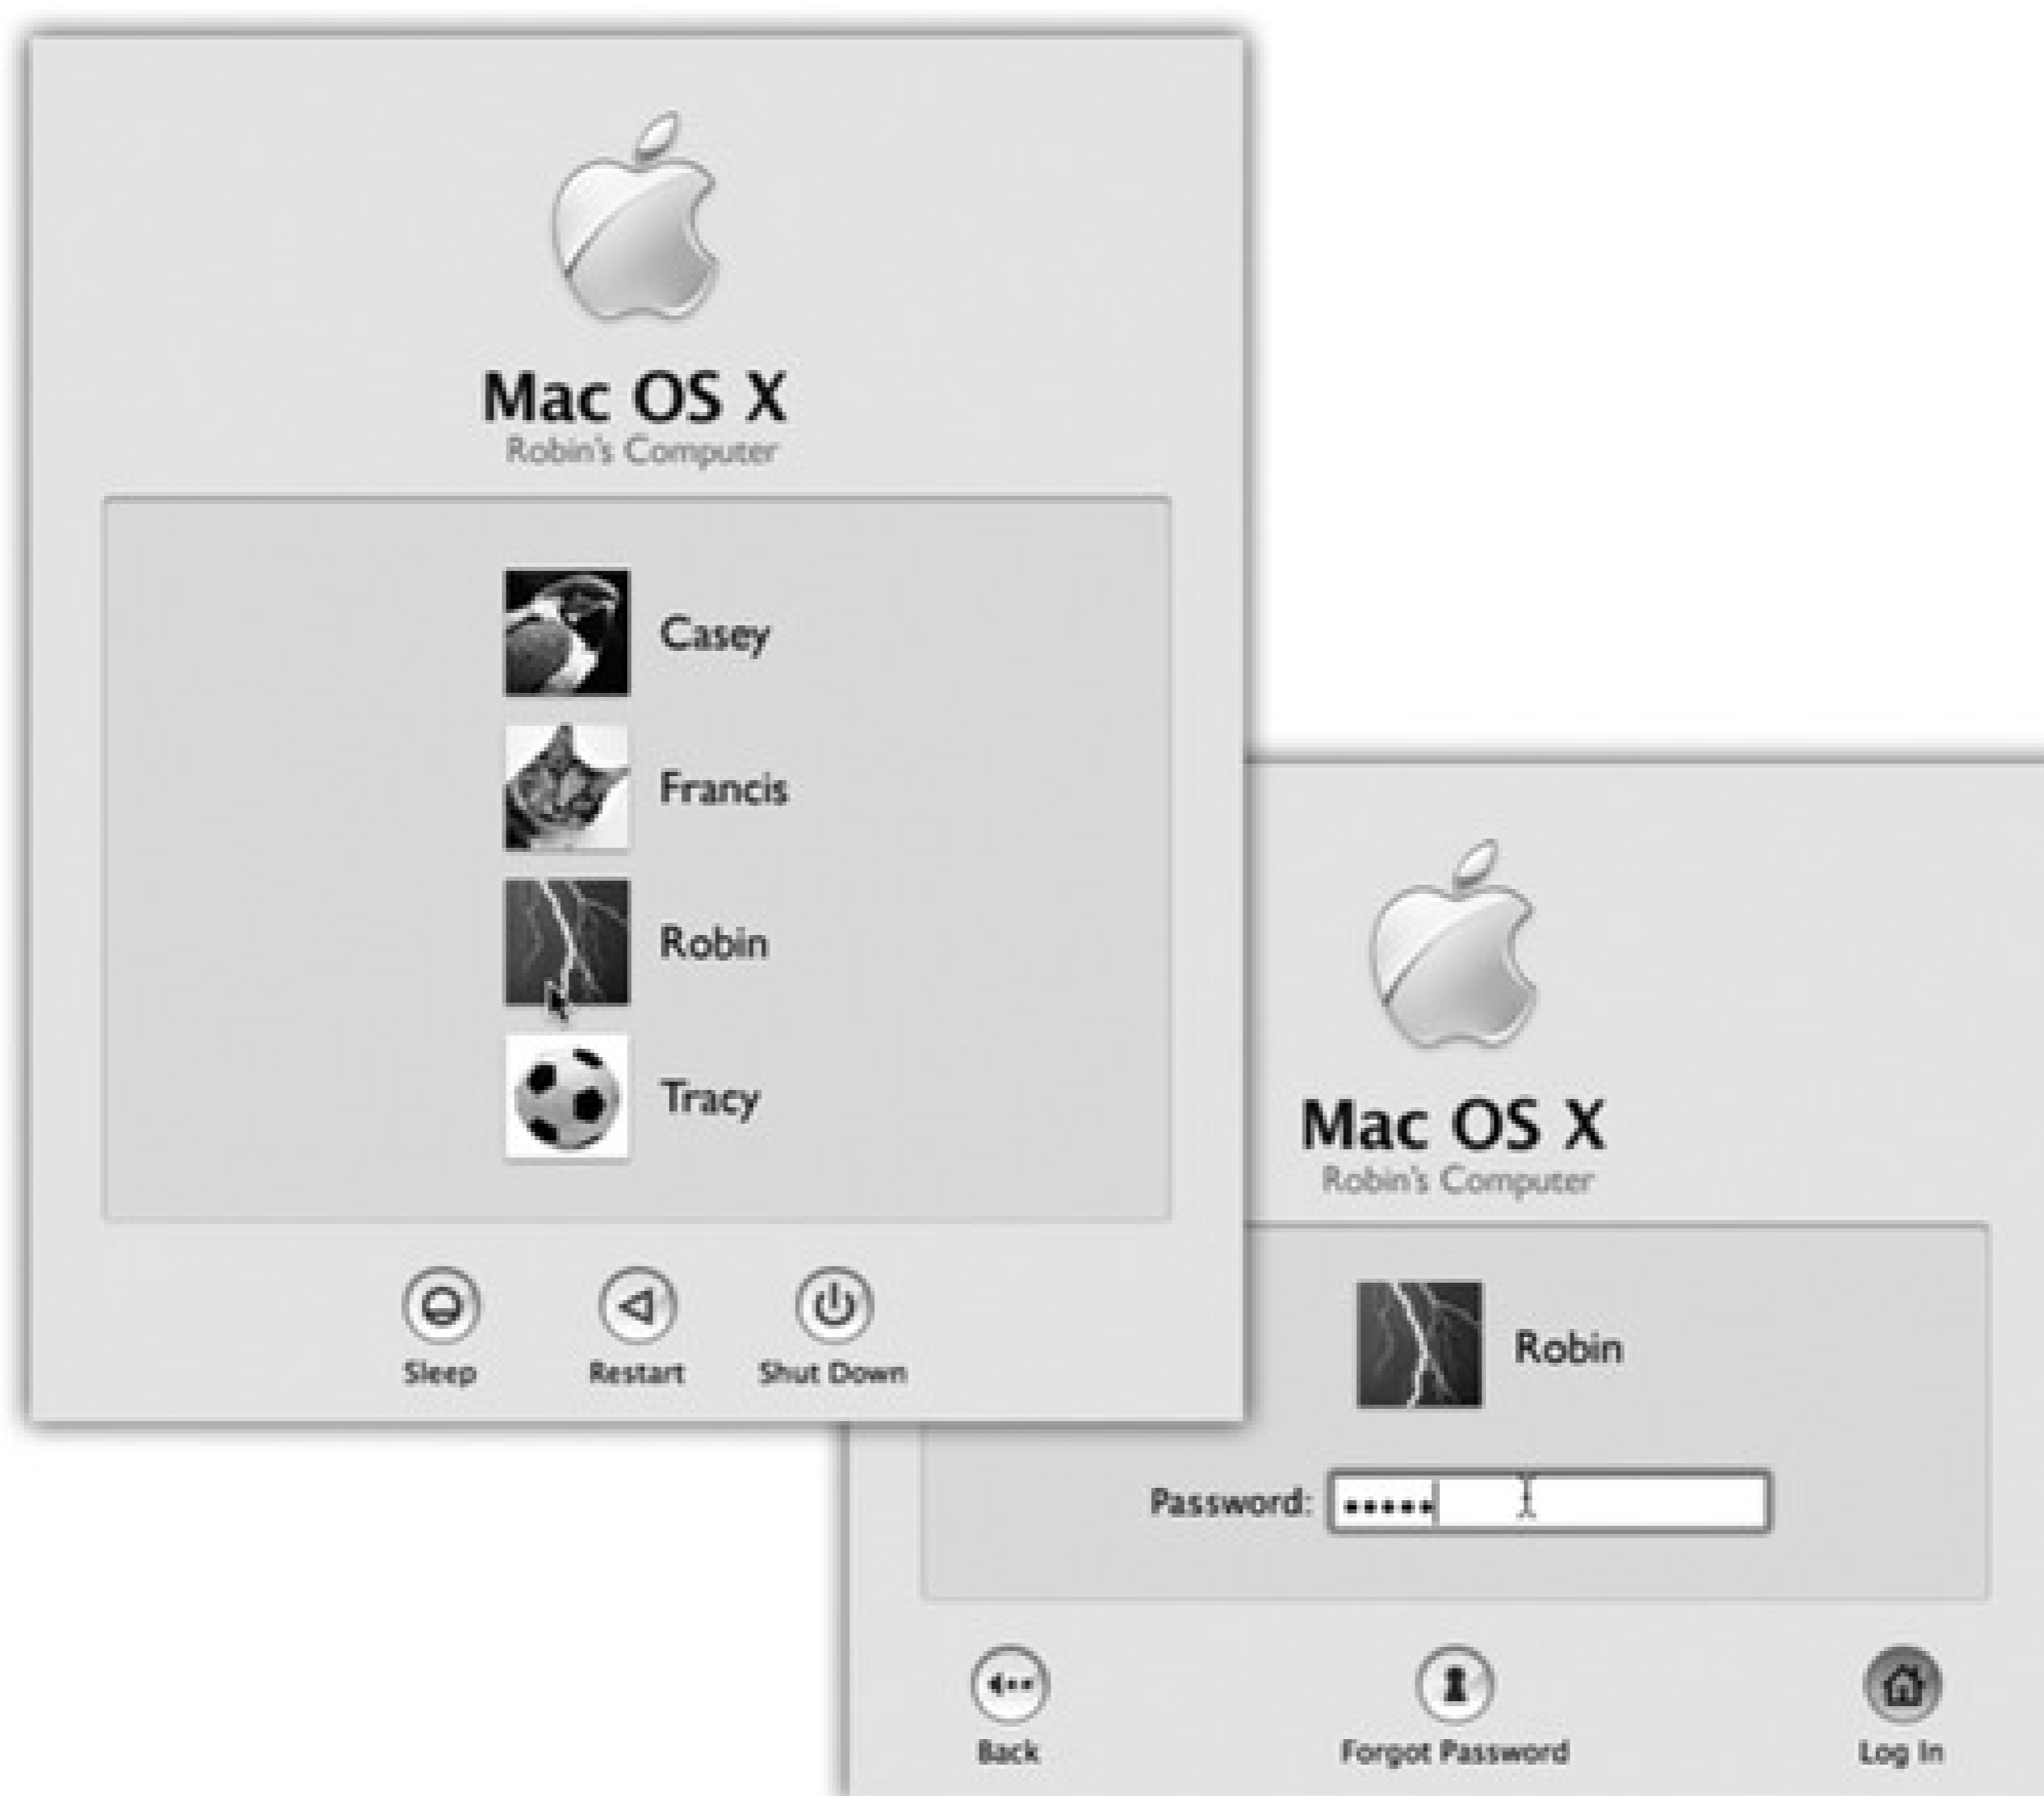 Mac OS X
Robin's Computer
Casey
Francis
Robin
Tracy
Sleep Restart Shut Down
Mac OS X
Robin's Computer
Robin
Password: •••••
Back Forgot Password Log In